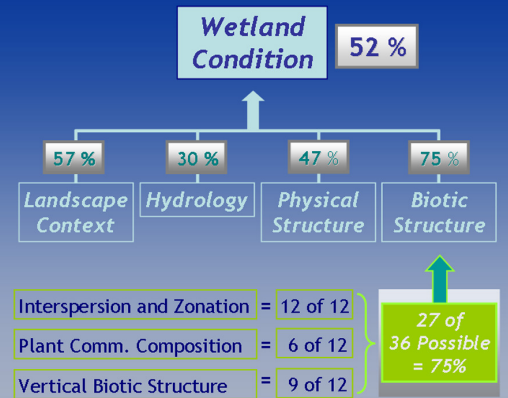 Wetland
Condition
52 %
57 %
30 %
47 %
75 %
Landscape
Context
Hydrology
Physical
Structure
Biotic
Structure
Interspersion and Zonation = 12 of 12
Plant Comm. Composition = 6 of 12
Vertical Biotic Structure = 9 of 12
27 of
36 Possible
= 75%